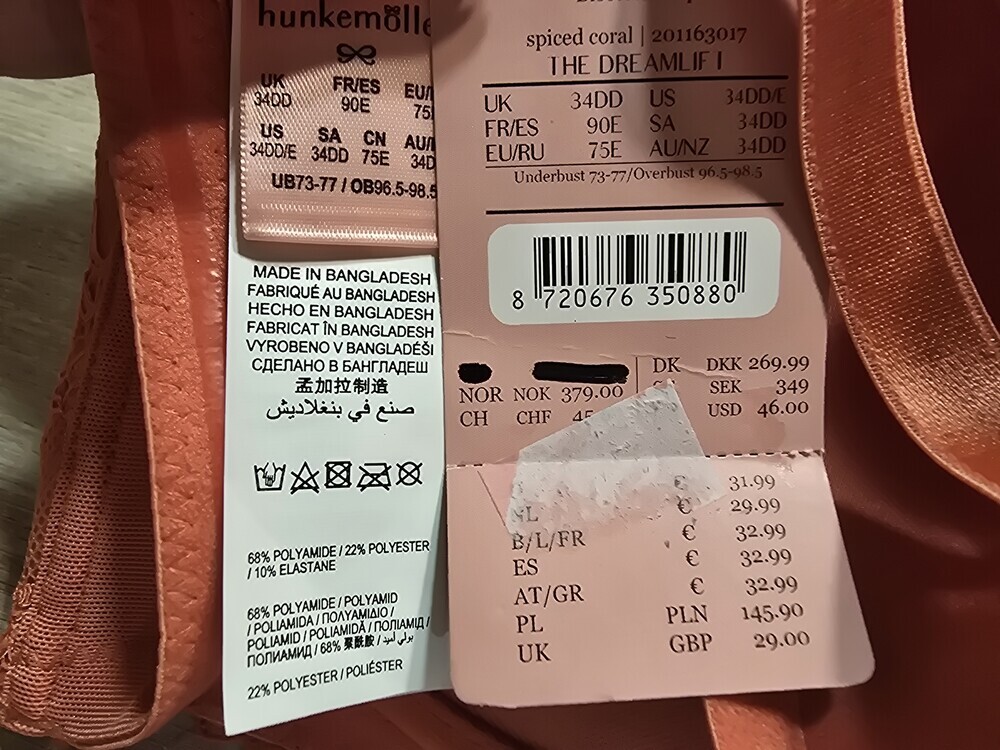 hunkemölle
UK FR/ES
34DD 90E 75
US SA CN
34DD/E 34DD 75E 34D
UB73-77 / OB96.5-98.5
MADE IN BANGLADESH
FABRIQUÉ AU BANGLADESH
HECHO EN BANGLADESH
FABRICAT ÎN BANGLADESH
VYROBENO V BANGLADÉŠI
СДЕЛАНО В БАНГЛАДЕШ
孟加拉制造
صنع في بنغلاديش
68% POLYAMIDE / 22% POLYESTER
/ 10% ELASTANE
68% POLYAMIDE / POLYAMID
/ POLIAMIDA / ΠΟΛΥΑΜΙΔΙΟ /
POLIAMID / POLIAMIDĂ / ПОЛІАМІД /
ПОЛИАМИД / 68% 聚酰胺 / بولي أميد /
22% POLYESTER / POLIÉSTER
spiced coral | 201163017
THE DREAMLIFT
UK 34DD US 34DD/E
FR/ES 90E SA 34DD
EU/RU 75E AU/NZ 34DD
Underbust 73-77/Overbust 96.5-98.5
8 720676 350880
DK DKK 269.99
NOR NOK 379.00 SEK 349
CH CHF 45 USD 46.00
€ 31.99
NL € 29.99
B/L/FR € 32.99
ES € 32.99
AT/GR € 32.99
PL PLN 145.90
UK GBP 29.00